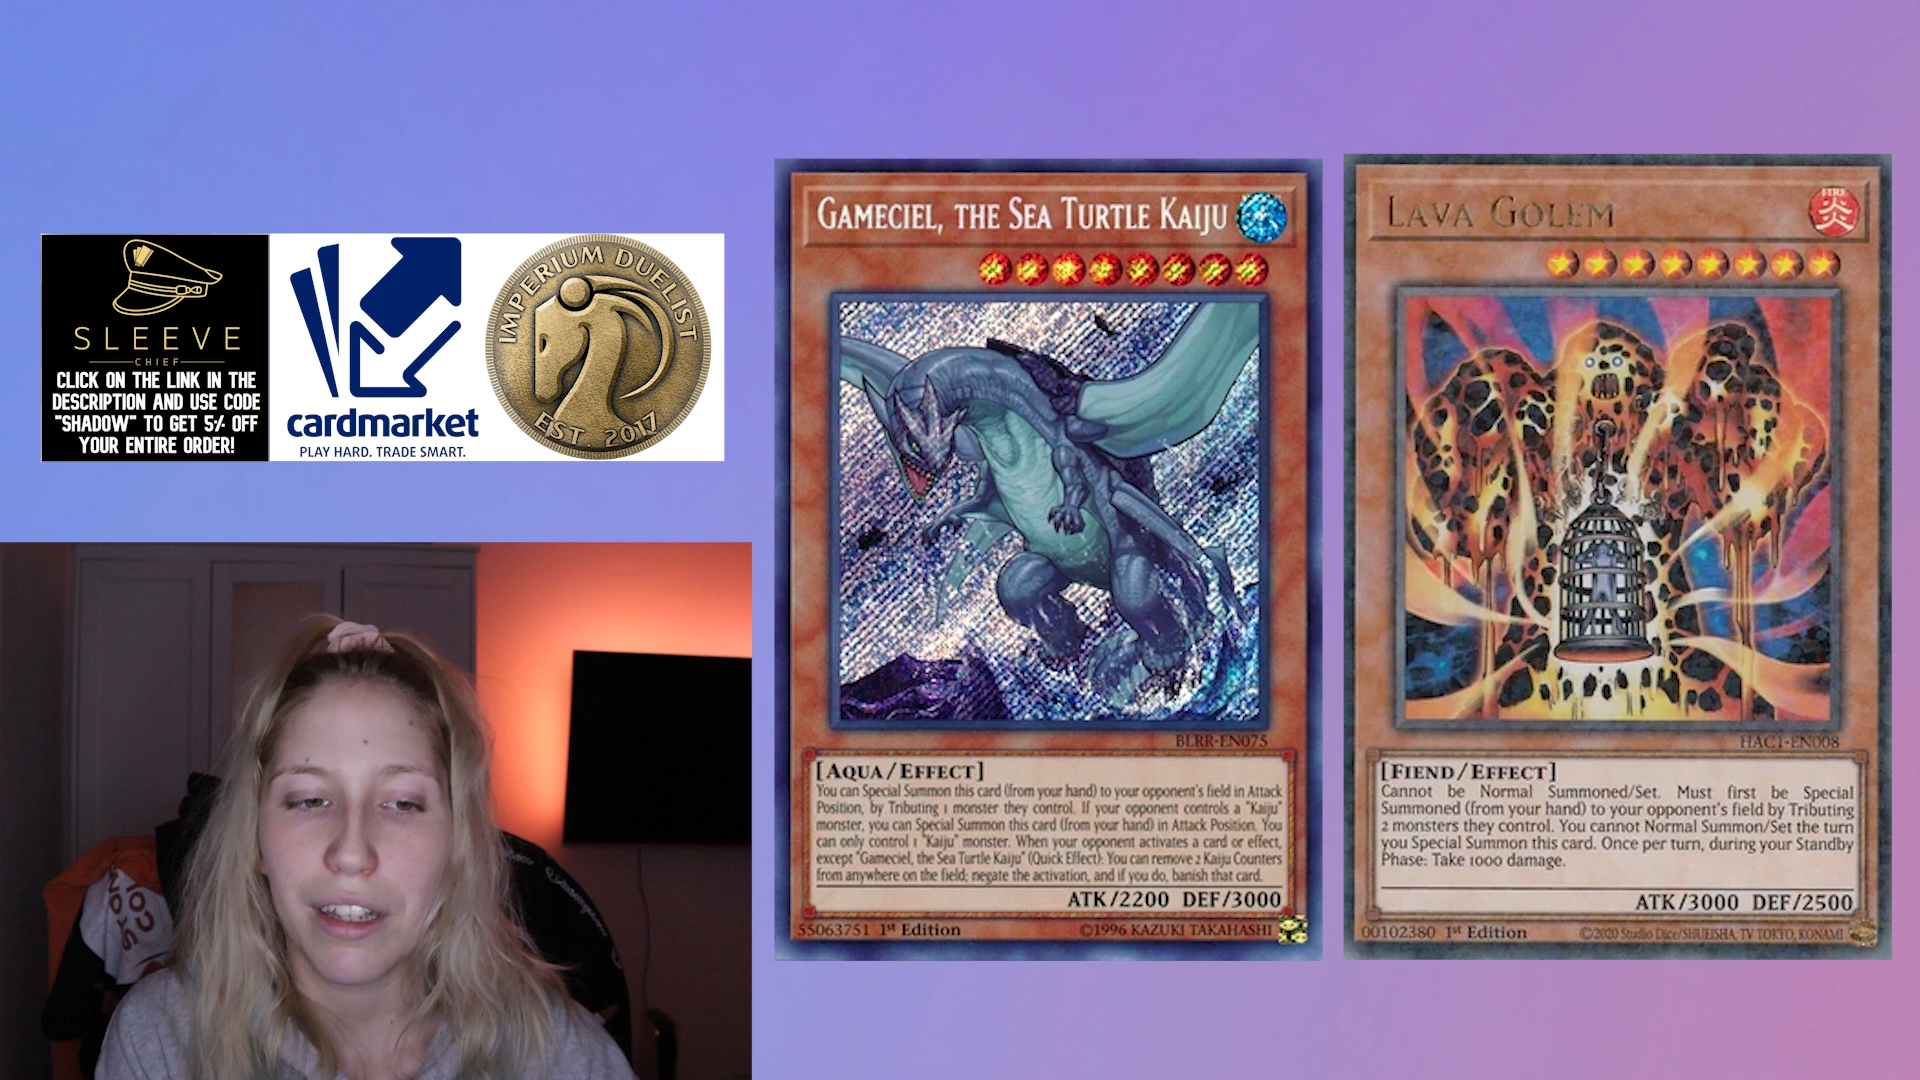 SLEEVE
CHIEF
CLICK ON THE LINK IN THE
DESCRIPTION AND USE CODE
"SHADOW" TO GET 5% OFF
YOUR ENTIRE ORDER!
cardmarket
PLAY HARD. TRADE SMART.
IMPERIUM DUELIST
EST. 2017
GAMECIEL, THE SEA TURTLE KAIJU
BLRR-EN075
[AQUA/EFFECT]
You can Special Summon this card (from your hand) to your opponent's field in Attack
Position, by Tributing 1 monster they control. If your opponent controls a "Kaiju"
monster, you can Special Summon this card (from your hand) in Attack Position. You
can only control 1 "Kaiju" monster. When your opponent activates a card or effect,
except "Gameciel, the Sea Turtle Kaiju" (Quick Effect): You can remove 2 Kaiju Counters
from anywhere on the field; negate the activation, and if you do, banish that card.
ATK/2200 DEF/3000
55063751 1st Edition
©1996 KAZUKI TAKAHASHI
LAVA GOLEM
FIRE
炎
HAC1-EN008
[FIEND/EFFECT]
Cannot be Normal Summoned/Set. Must first be Special
Summoned (from your hand) to your opponent's field by Tributing
2 monsters they control. You cannot Normal Summon/Set the turn
you Special Summon this card. Once per turn, during your Standby
Phase: Take 1000 damage.
ATK/3000 DEF/2500
00102380 1st Edition
©2020 Studio Dice/SHUEISHA, TV TOKYO, KONAMI